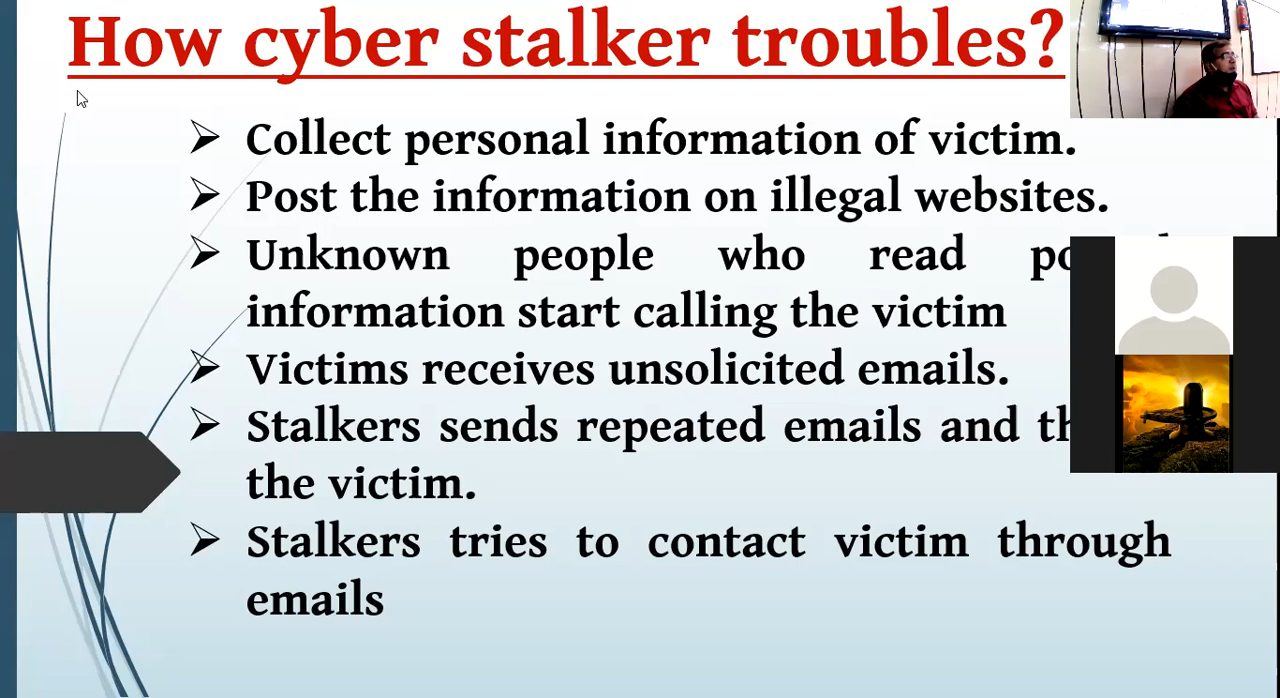 How cyber stalker troubles?
➢ Collect personal information of victim.
➢ Post the information on illegal websites.
➢ Unknown people who read
information start calling the victim
➢ Victims receives unsolicited emails.
➢ Stalkers sends repeated emails and
the victim.
➢ Stalkers tries to contact victim through
emails